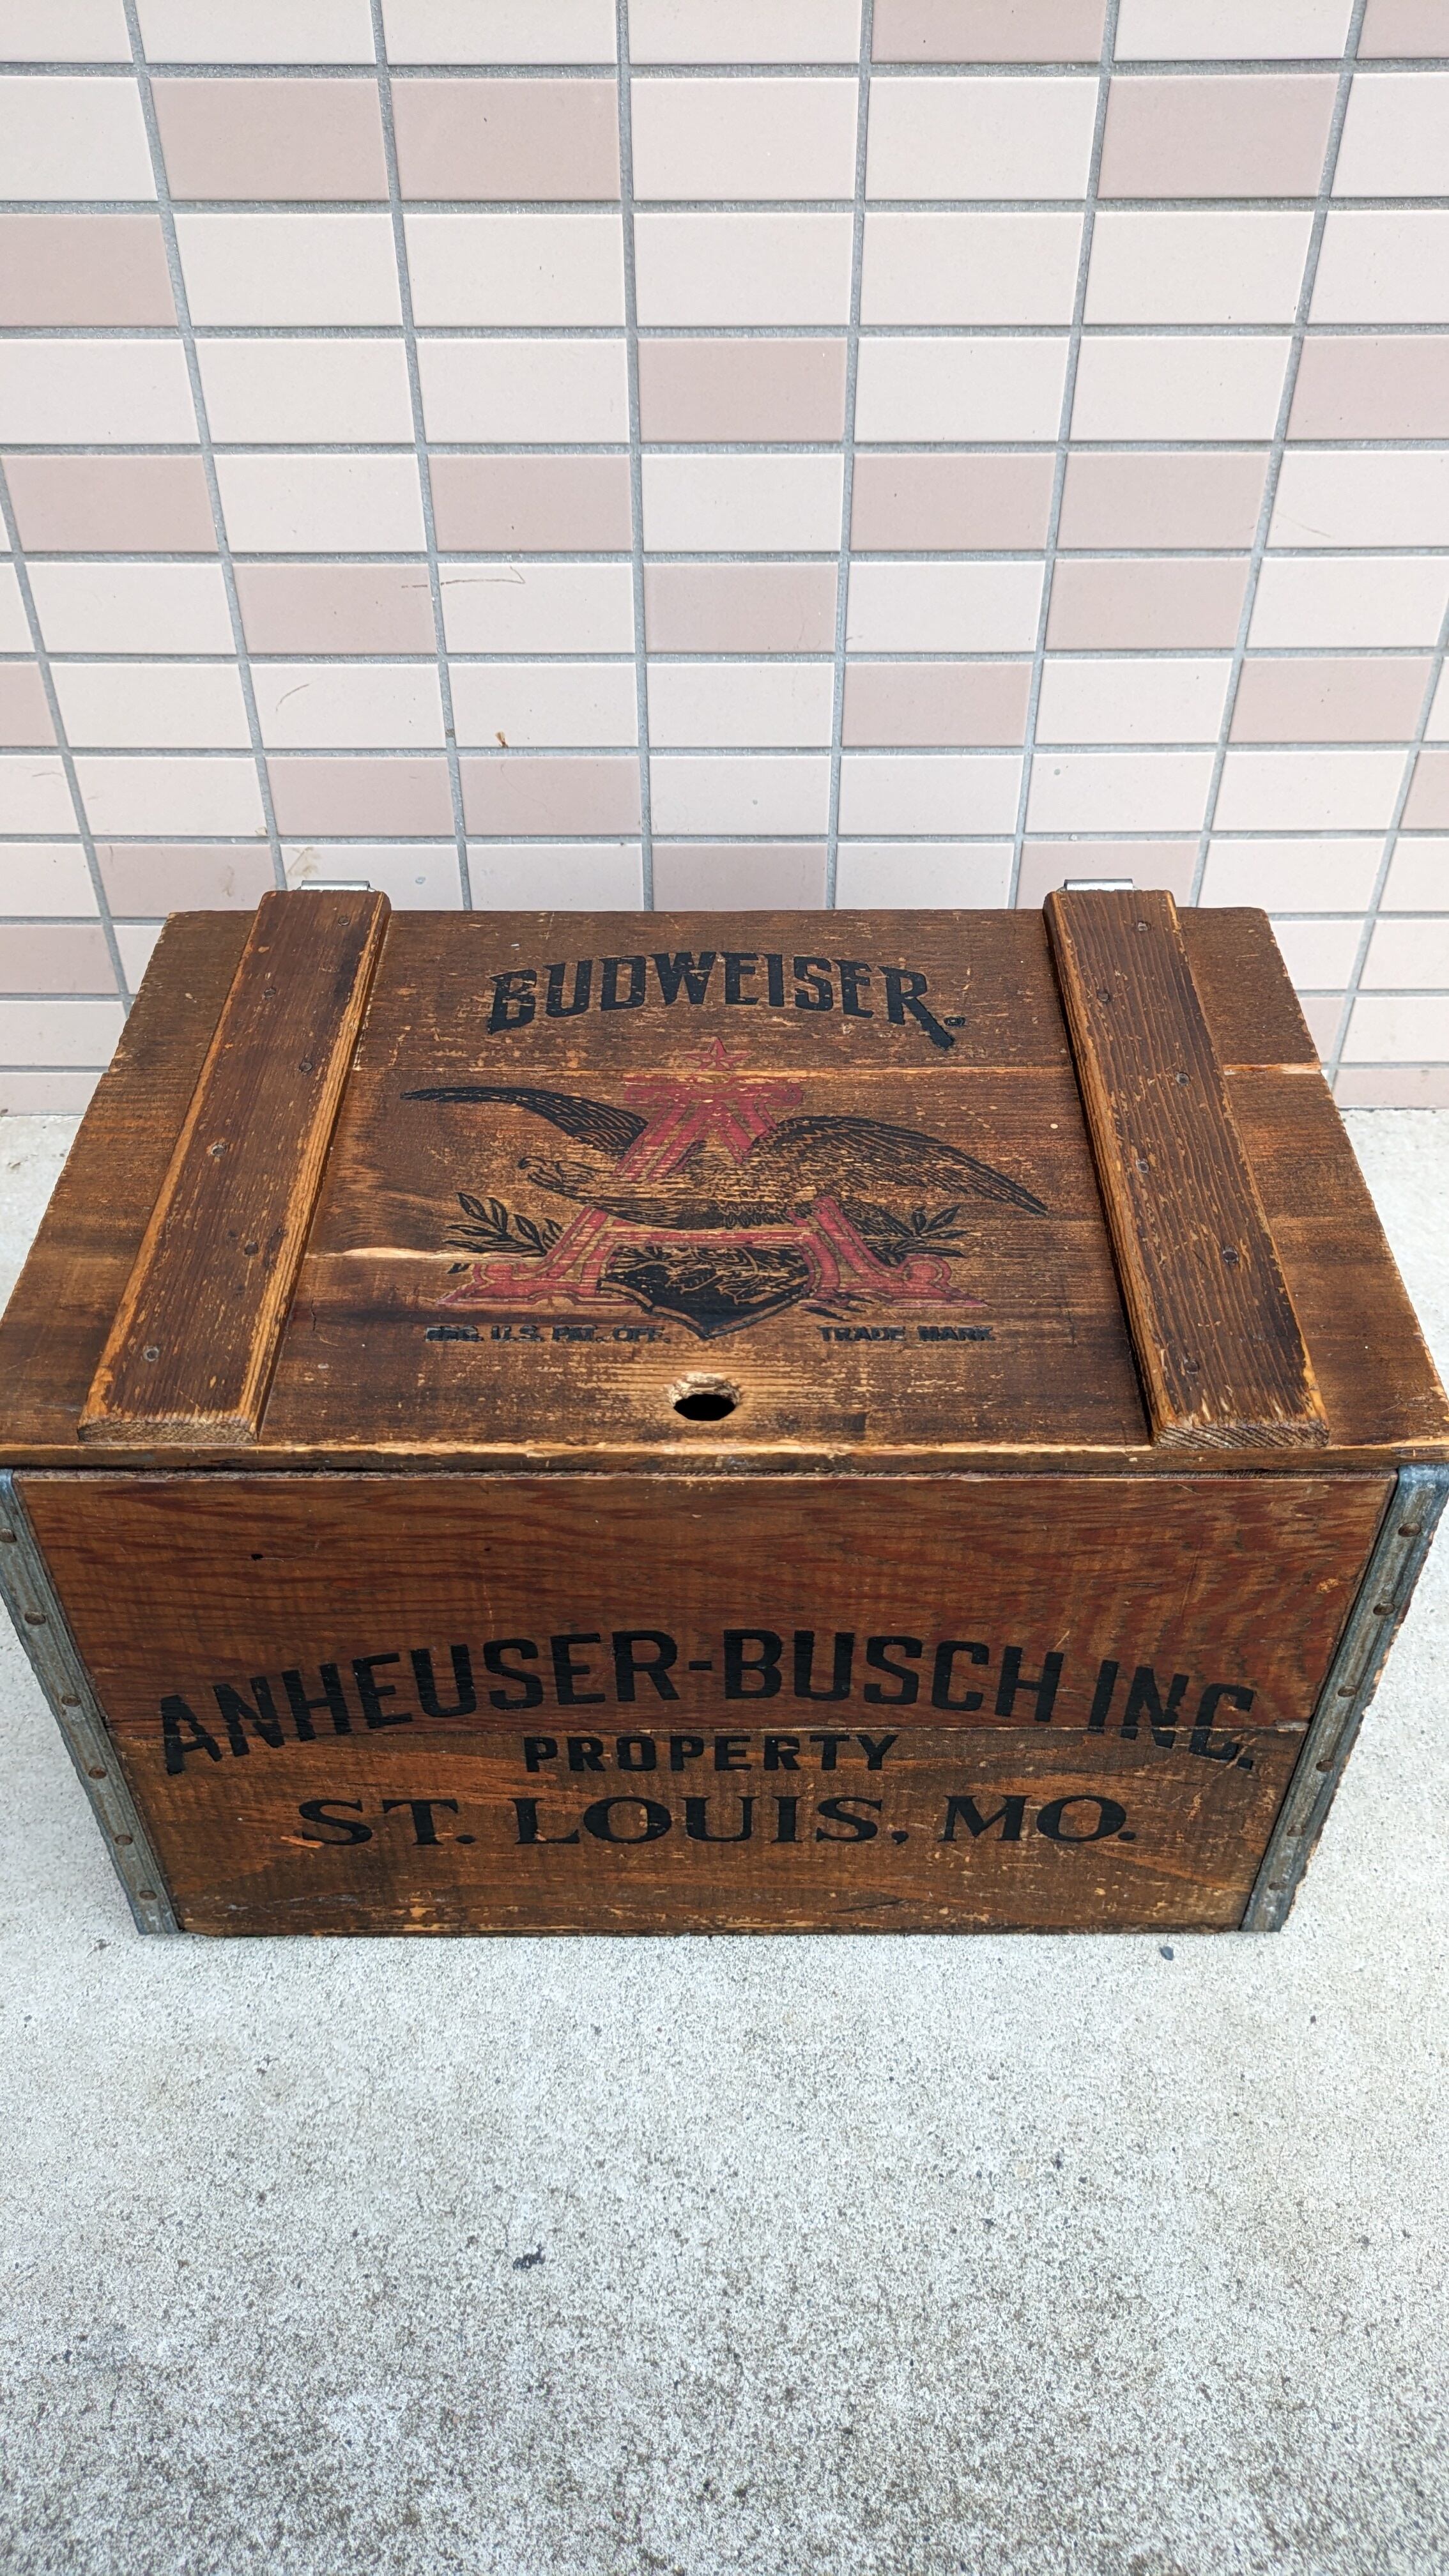 BUDWEISER®
REG. U.S. PAT. OFF. TRADE MARK
ANHEUSER-BUSCH INC.
PROPERTY
ST. LOUIS, MO.